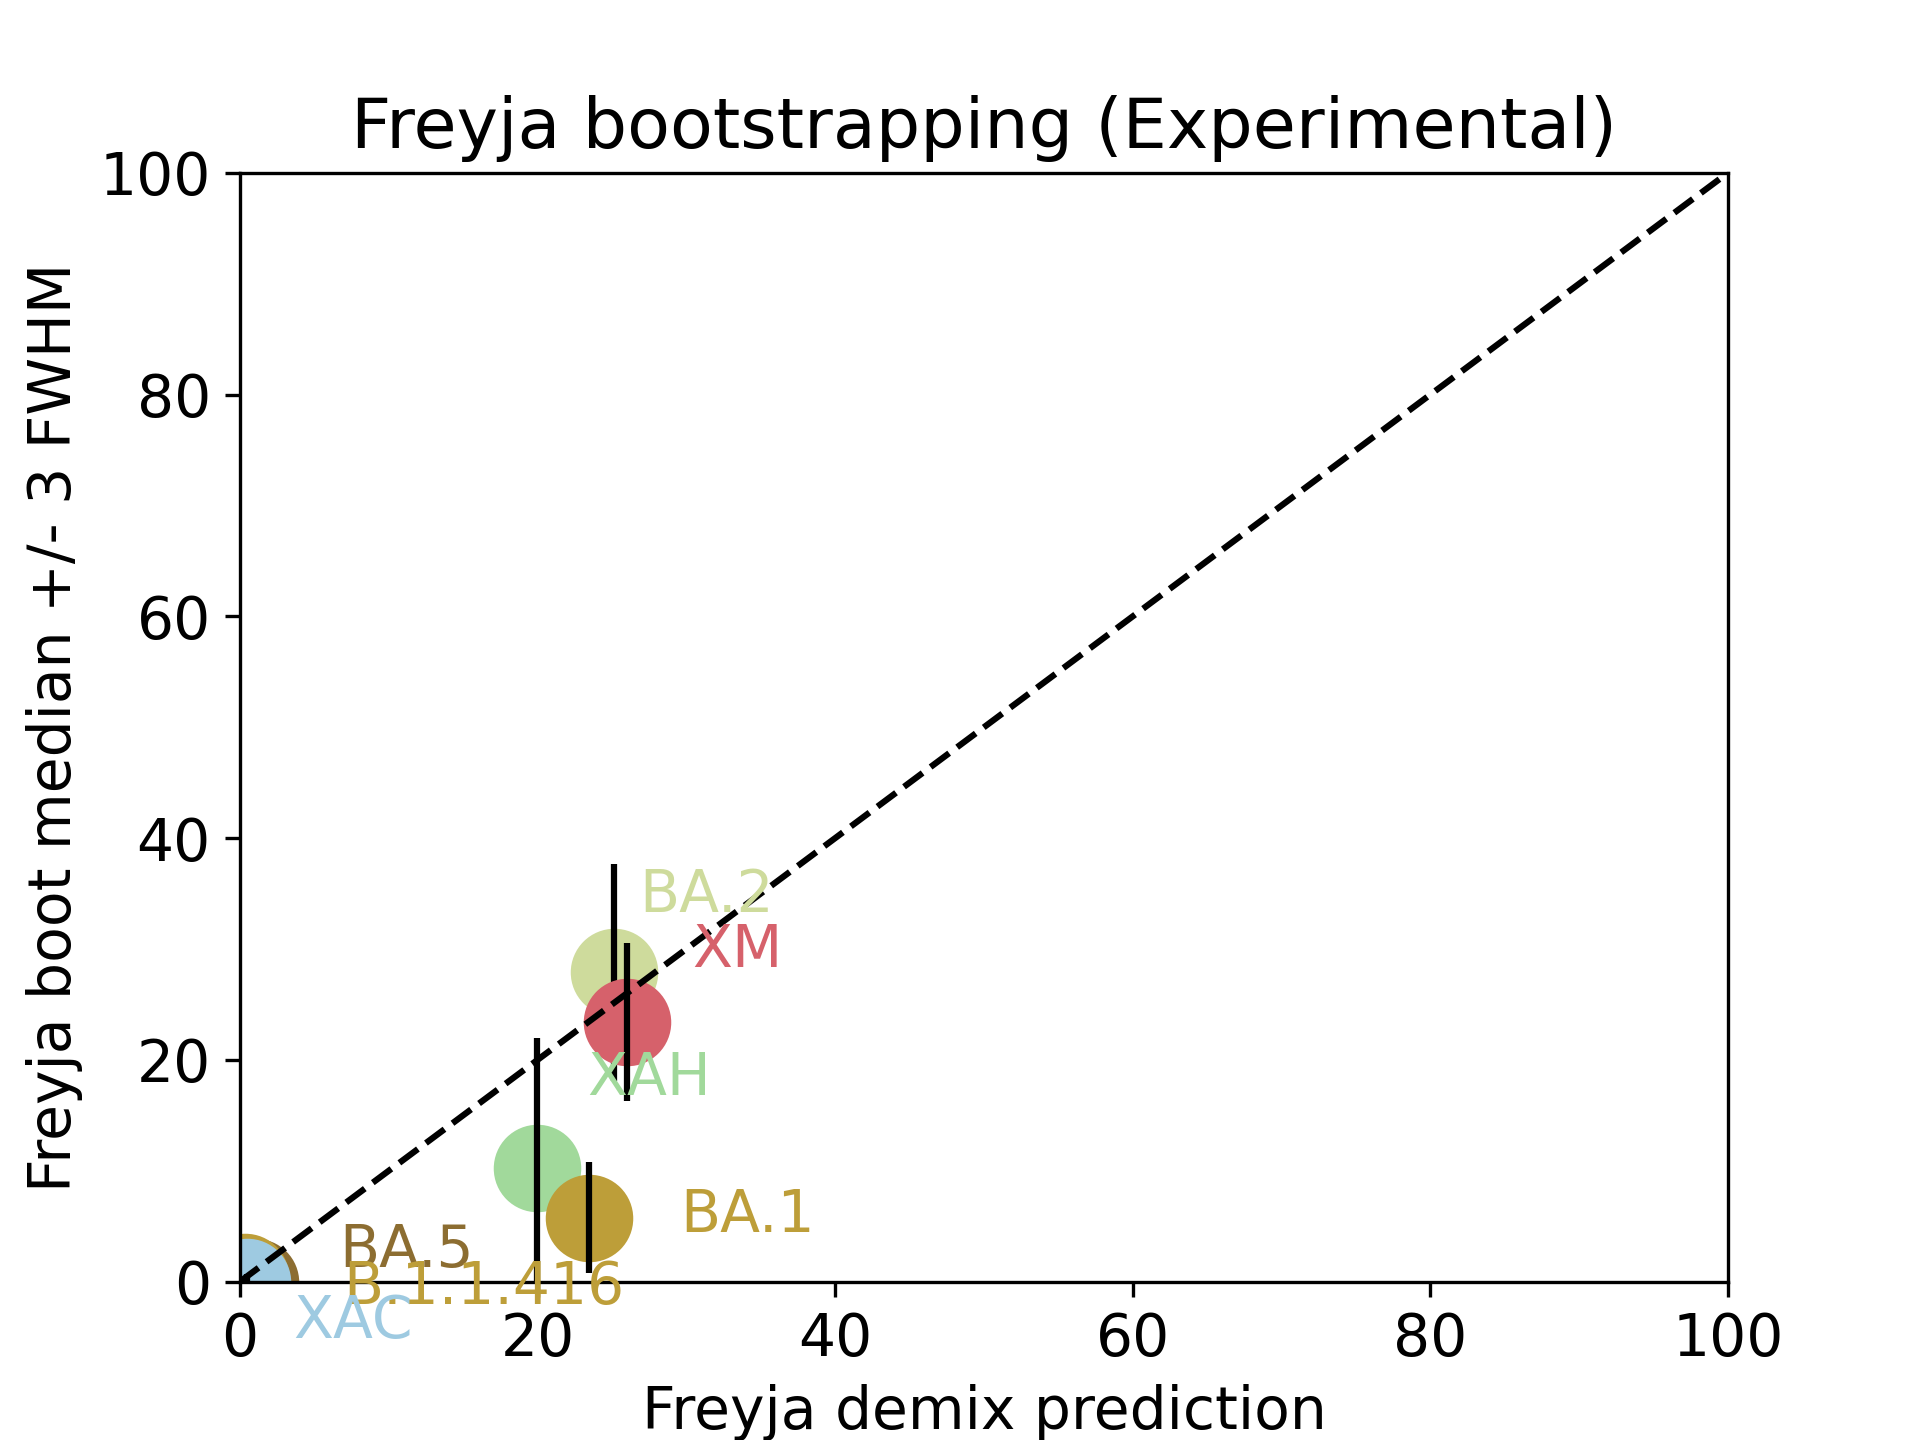 Freyja bootstrapping (Experimental)
Freyja boot median +/- 3 FWHM
100
80
60
40
20
0
BA.2
XM
XAH
BA.1
BA.5
B.1.1.416
XAC
0
20
40
60
80
100
Freyja demix prediction